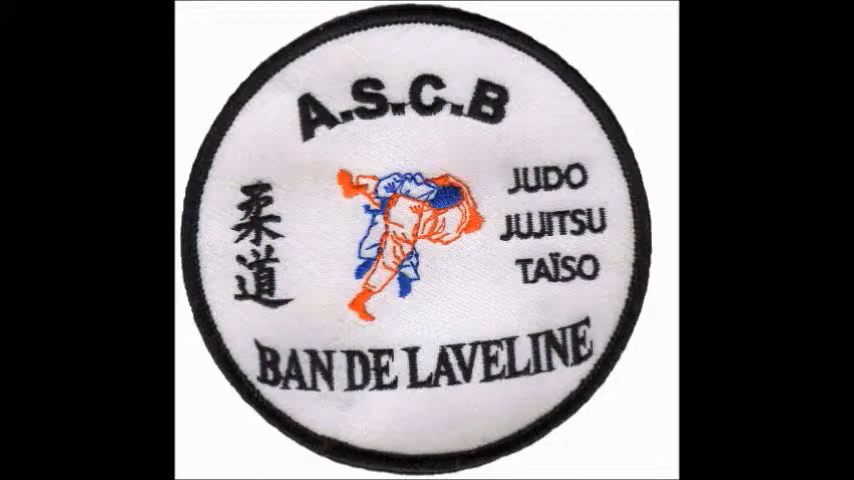 A.S.C.B
柔道
JUDO
JUJITSU
TAÏSO
BAN DE LAVELINE